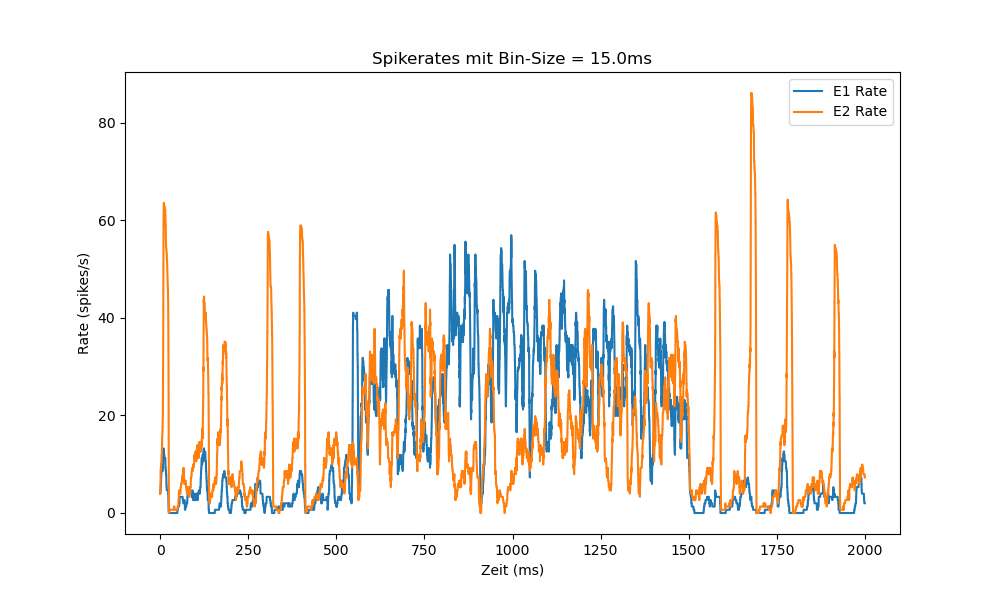 Spikerates mit Bin-Size = 15.0ms
E1 Rate
E2 Rate
80
60
40
20
0
Rate (spikes/s)
0 250 500 750 1000 1250 1500 1750 2000
Zeit (ms)